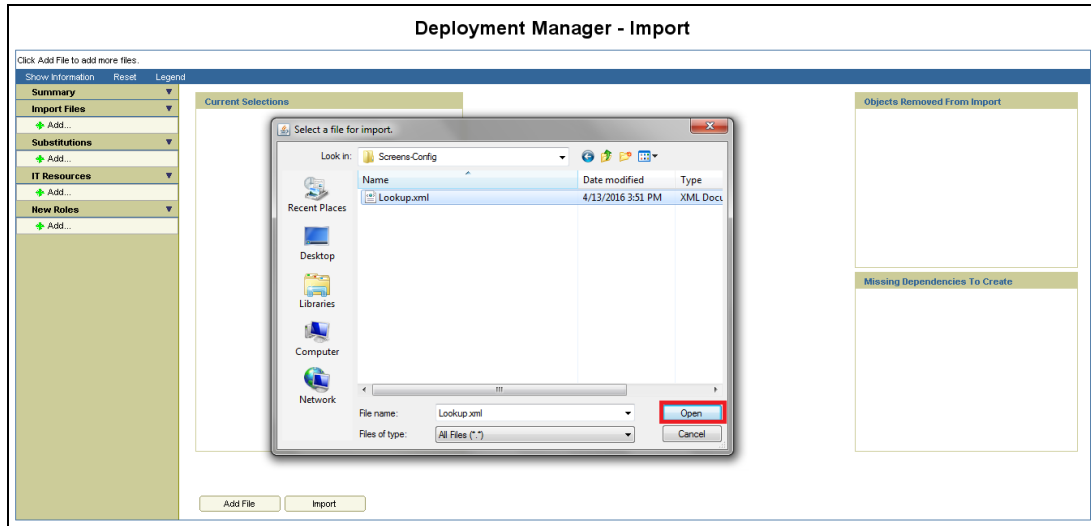 Deployment Manager - Import
Click Add File to add more files.
Show Information Reset Legend
Summary
Import Files
Add...
Substitutions
Add...
IT Resources
Add...
New Roles
Add...
Current Selections
Objects Removed From Import
Missing Dependencies To Create
Select a file for import.
Look in: Screens-Config
Name Date modified Type
Lookup.xml 4/13/2016 3:51 PM XML Docu
Recent Places
Desktop
Libraries
Computer
Network
File name: Lookup.xml Open
Files of type: All Files (*.*) Cancel
Add File Import